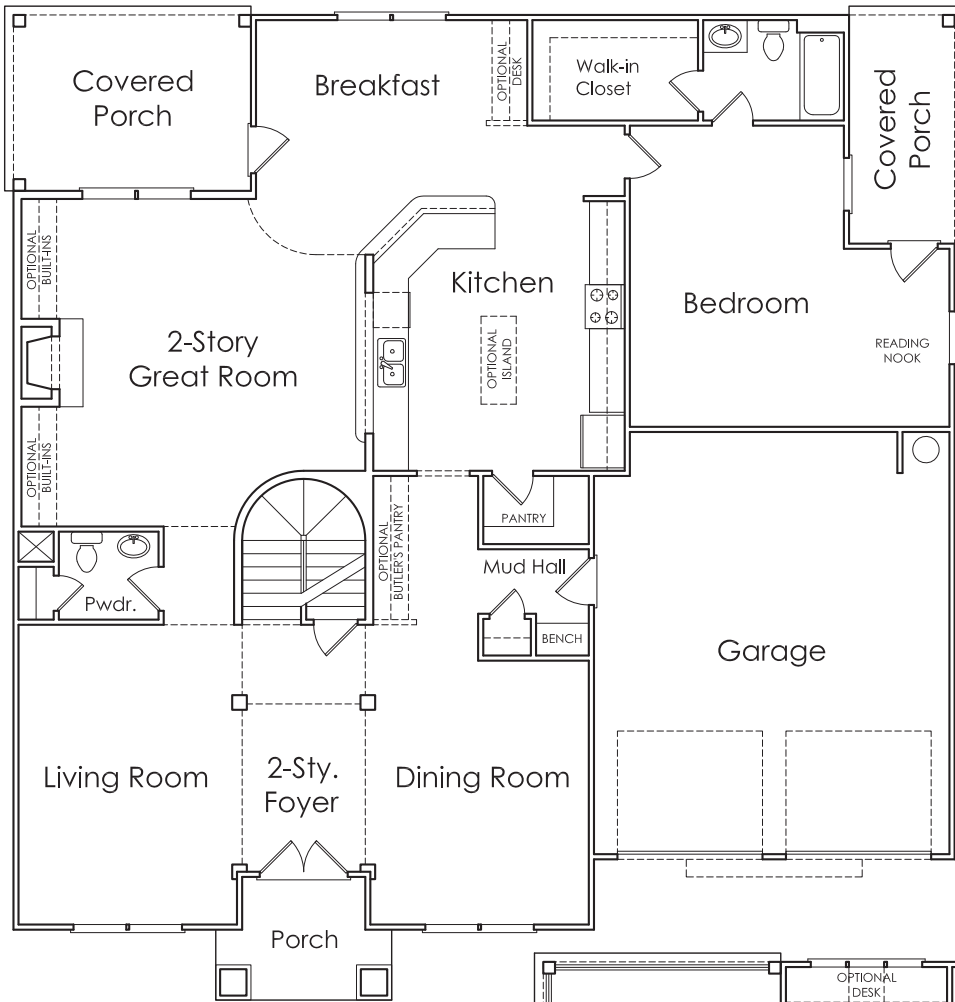 Covered
Porch
Breakfast
OPTIONAL
DESK
Walk-in
Closet
Covered
Porch
OPTIONAL
BUILT-INS
2-Story
Great Room
Kitchen
OPTIONAL
ISLAND
Bedroom
READING
NOOK
OPTIONAL
BUILT-INS
PANTRY
OPTIONAL
BUTLER'S PANTRY
Mud Hall
BENCH
Pwdr.
Garage
Living Room
2-Sty.
Foyer
Dining Room
Porch
OPTIONAL
DESK